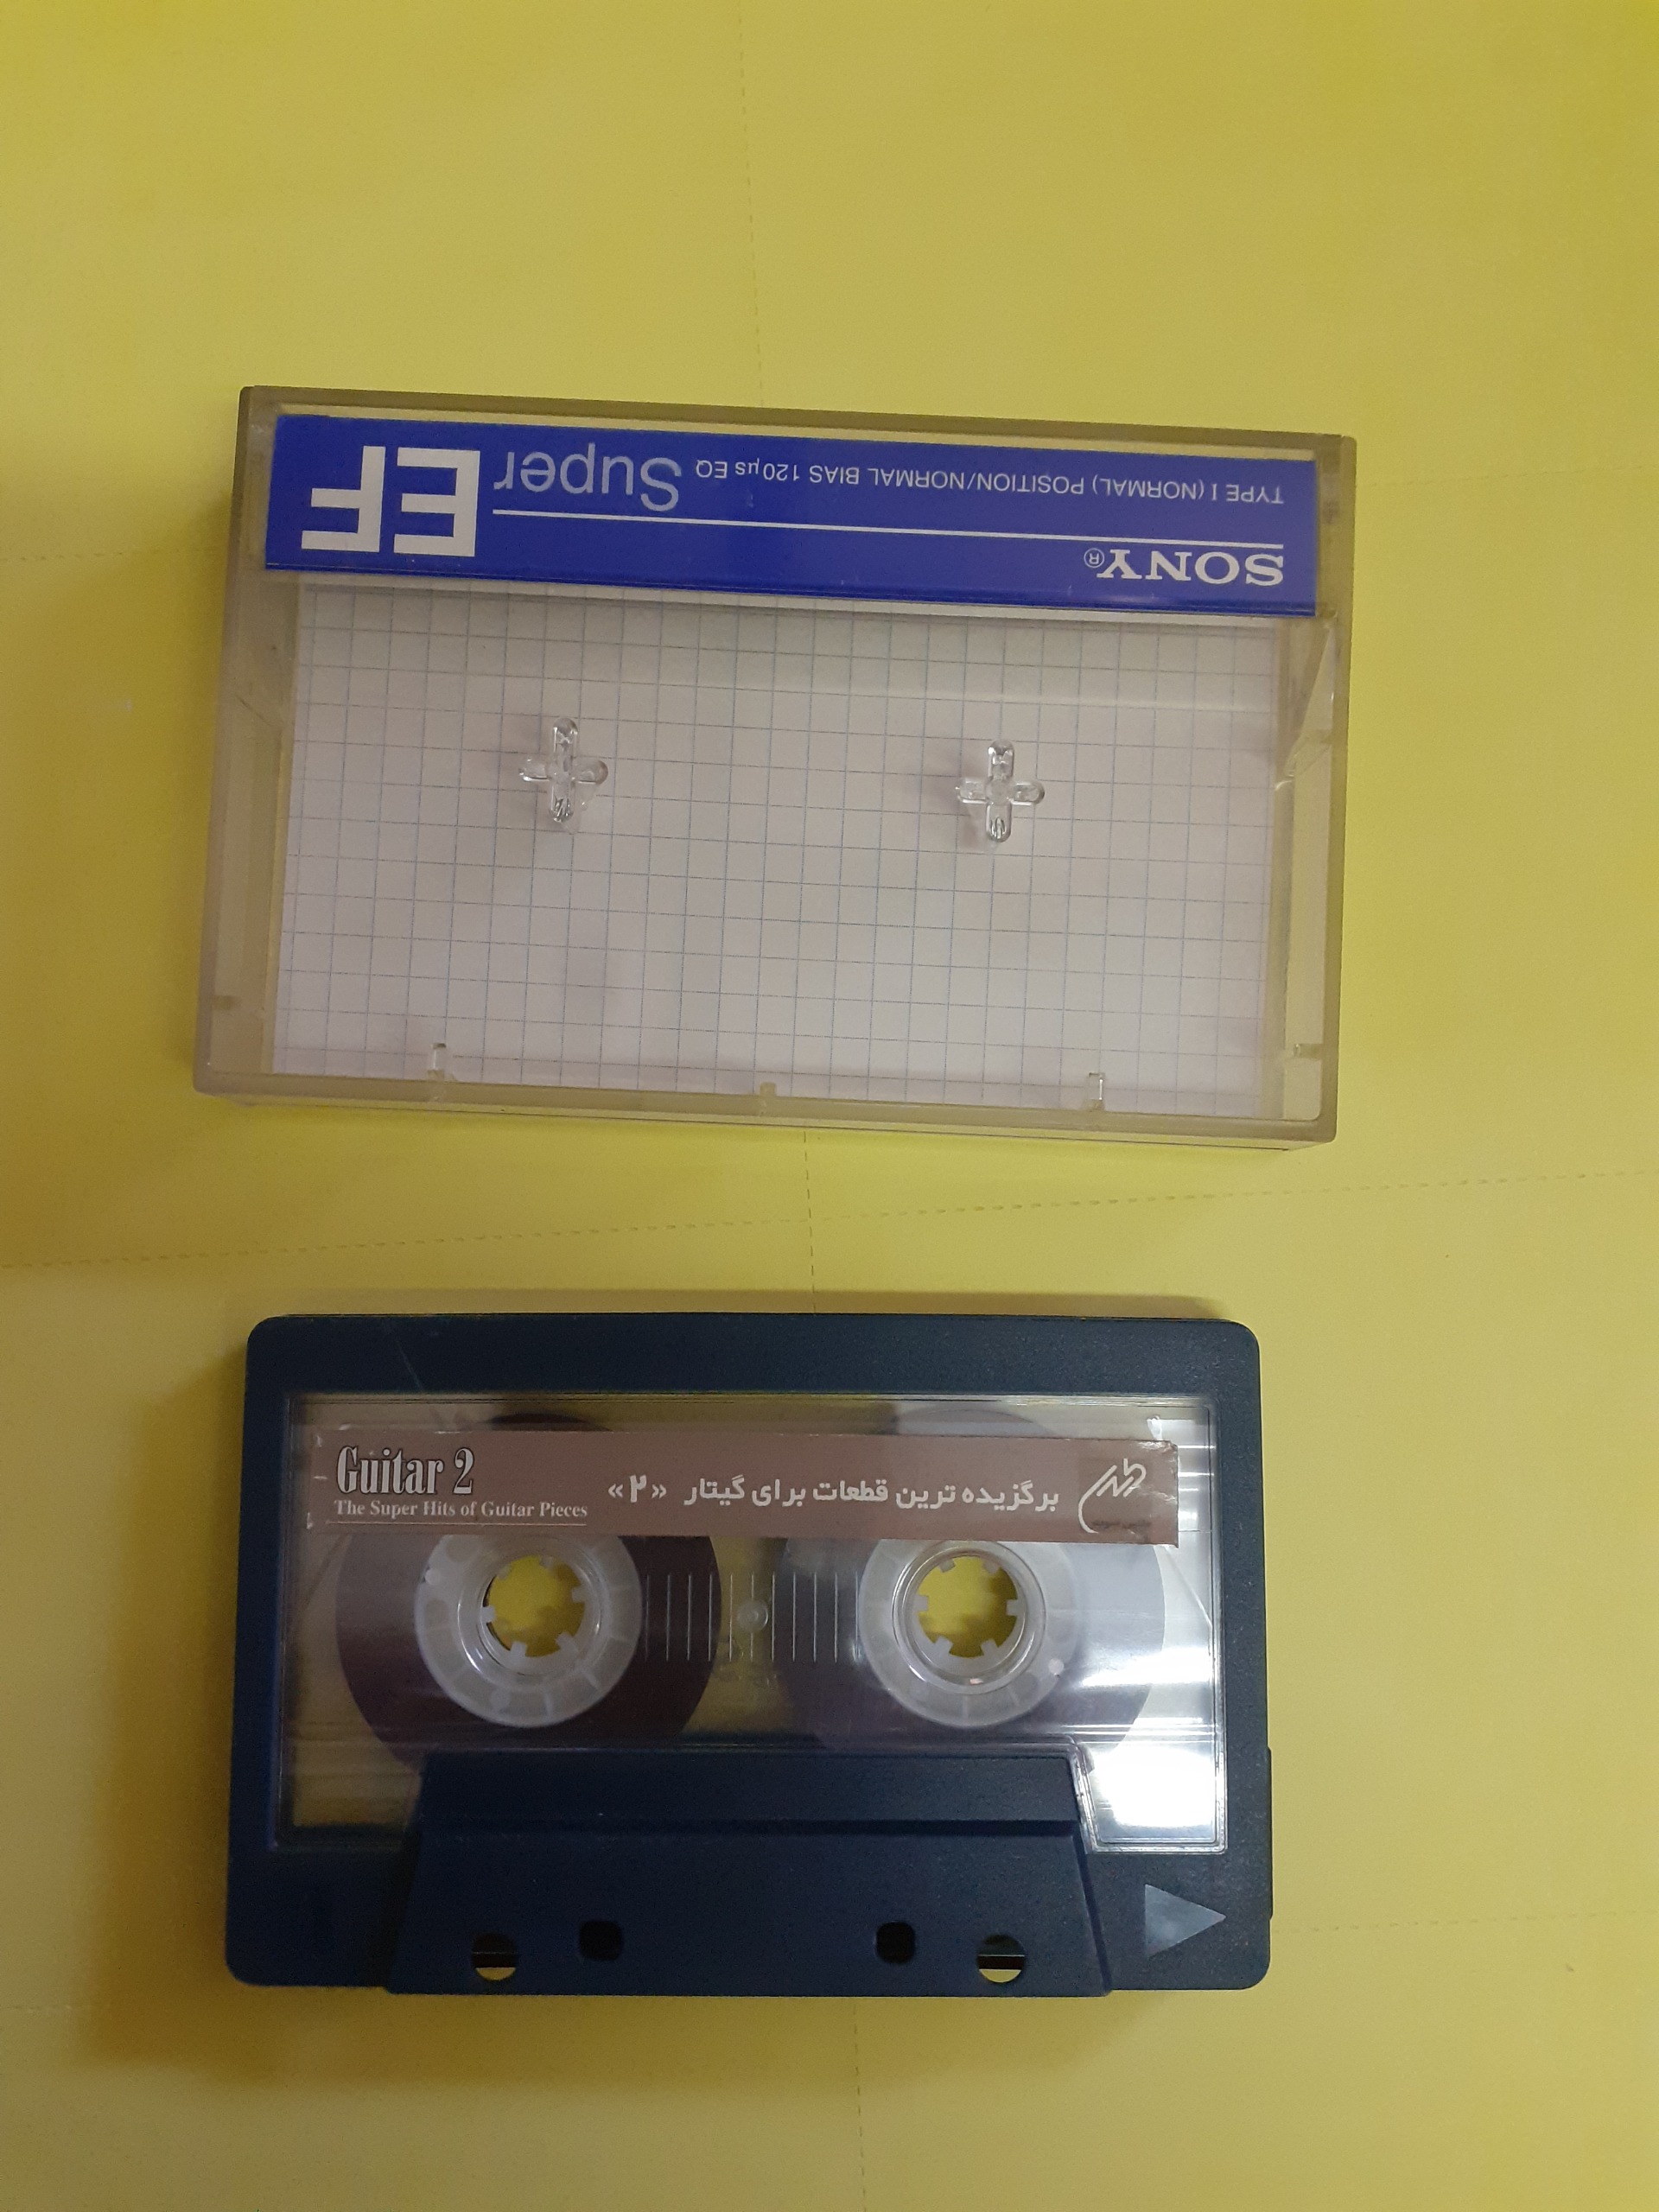 SONY®
EF Super TYPE I (NORMAL) POSITION/NORMAL BIAS 120µs EQ
Guitar 2
The Super Hits of Guitar Pieces
برگزیده ترین قطعات برای گیتار «۲»